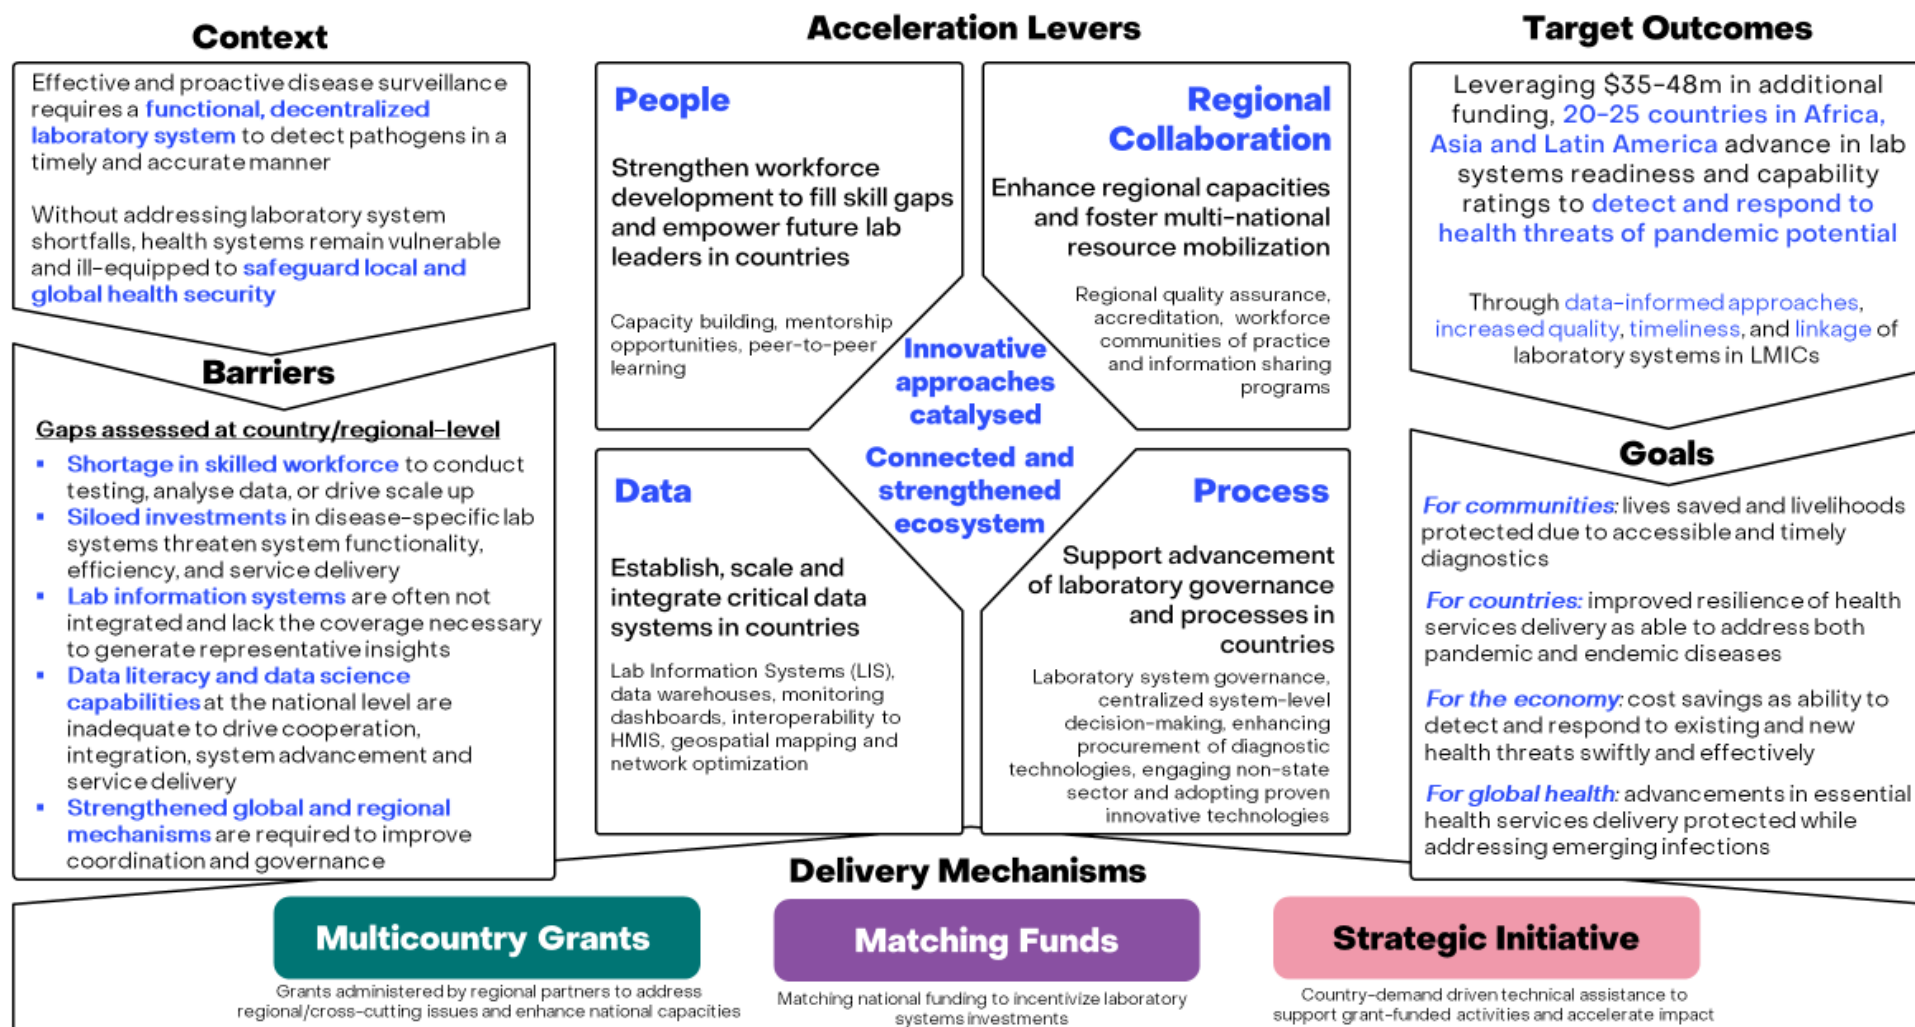 Context
Effective and proactive disease surveillance
requires a functional, decentralized
laboratory system to detect pathogens in a
timely and accurate manner
Without addressing laboratory system
shortfalls, health systems remain vulnerable
and ill-equipped to safeguard local and
global health security
Barriers
Gaps assessed at country/regional-level
▪ Shortage in skilled workforce to conduct
testing, analyse data, or drive scale up
▪ Siloed investments in disease-specific lab
systems threaten system functionality,
efficiency, and service delivery
▪ Lab information systems are often not
integrated and lack the coverage necessary
to generate representative insights
▪ Data literacy and data science
capabilities at the national level are
inadequate to drive cooperation,
integration, system advancement and
service delivery
▪ Strengthened global and regional
mechanisms are required to improve
coordination and governance
Acceleration Levers
People
Strengthen workforce
development to fill skill gaps
and empower future lab
leaders in countries
Capacity building, mentorship
opportunities, peer-to-peer
learning
Regional
Collaboration
Enhance regional capacities
and foster multi-national
resource mobilization
Regional quality assurance,
accreditation, workforce
communities of practice
and information sharing
programs
Innovative
approaches
catalysed
Connected and
strengthened
ecosystem
Data
Establish, scale and
integrate critical data
systems in countries
Lab Information Systems (LIS),
data warehouses, monitoring
dashboards, interoperability to
HMIS, geospatial mapping and
network optimization
Process
Support advancement
of laboratory governance
and processes in
countries
Laboratory system governance,
centralized system-level
decision-making, enhancing
procurement of diagnostic
technologies, engaging non-state
sector and adopting proven
innovative technologies
Target Outcomes
Leveraging $35-48m in additional
funding, 20-25 countries in Africa,
Asia and Latin America advance in lab
systems readiness and capability
ratings to detect and respond to
health threats of pandemic potential
Through data-informed approaches,
increased quality, timeliness, and linkage of
laboratory systems in LMICs
Goals
For communities: lives saved and livelihoods
protected due to accessible and timely
diagnostics
For countries: improved resilience of health
services delivery as able to address both
pandemic and endemic diseases
For the economy: cost savings as ability to
detect and respond to existing and new
health threats swiftly and effectively
For global health: advancements in essential
health services delivery protected while
addressing emerging infections
Delivery Mechanisms
Multicountry Grants
Grants administered by regional partners to address
regional/cross-cutting issues and enhance national capacities
Matching Funds
Matching national funding to incentivize laboratory
systems investments
Strategic Initiative
Country-demand driven technical assistance to
support grant-funded activities and accelerate impact